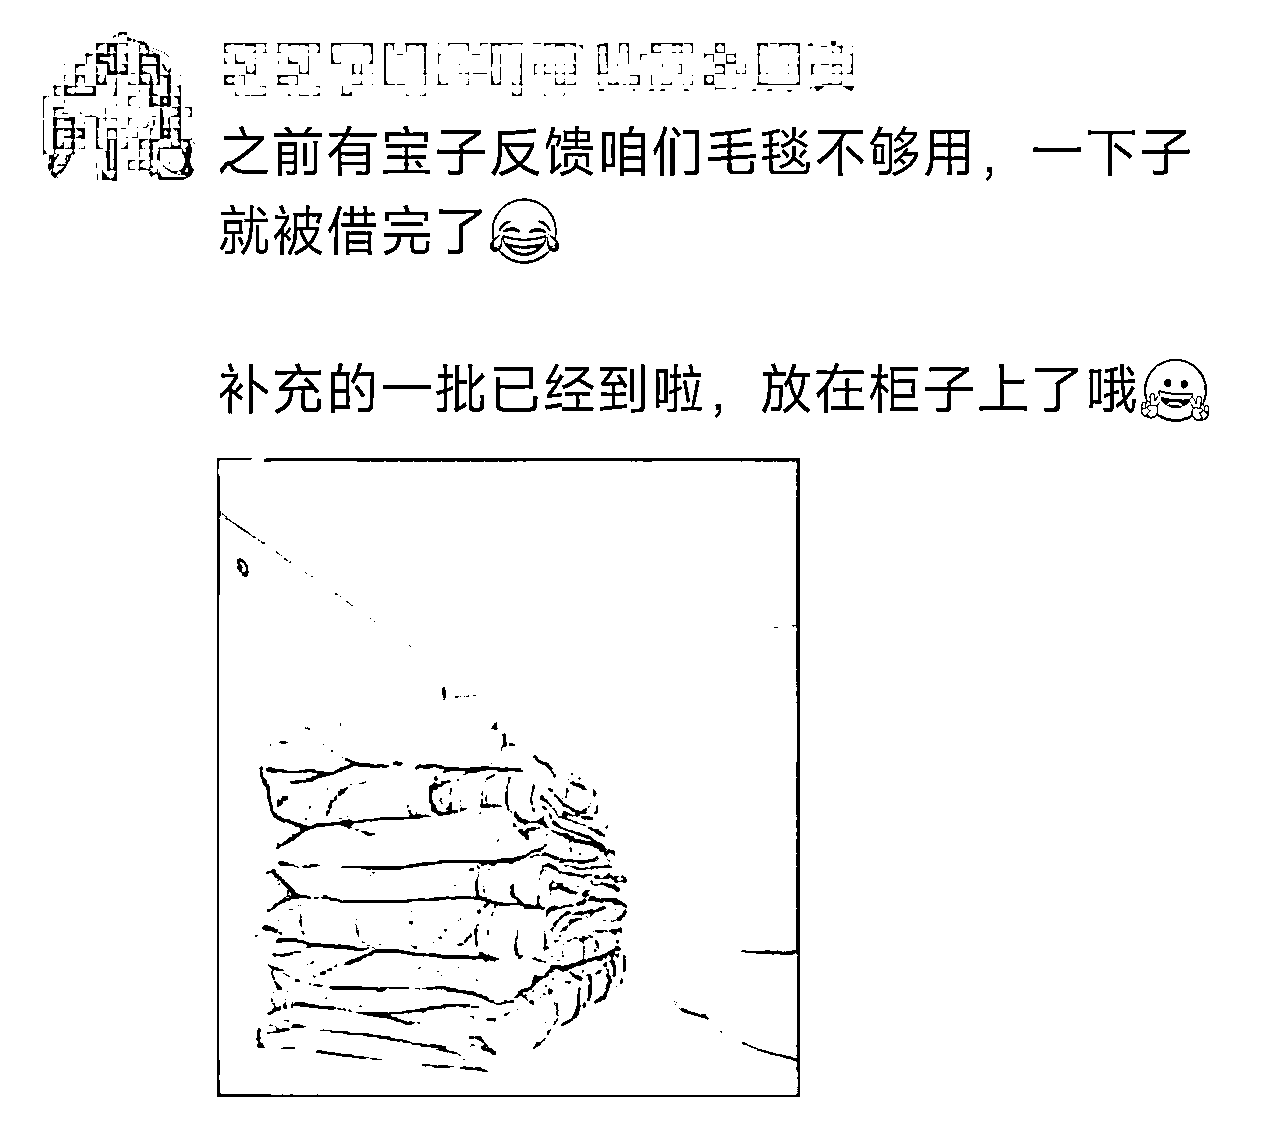 之前有宝子反馈咱们毛毯不够用，一下子
就被借完了😂
补充的一批已经到啦，放在柜子上了哦🤗